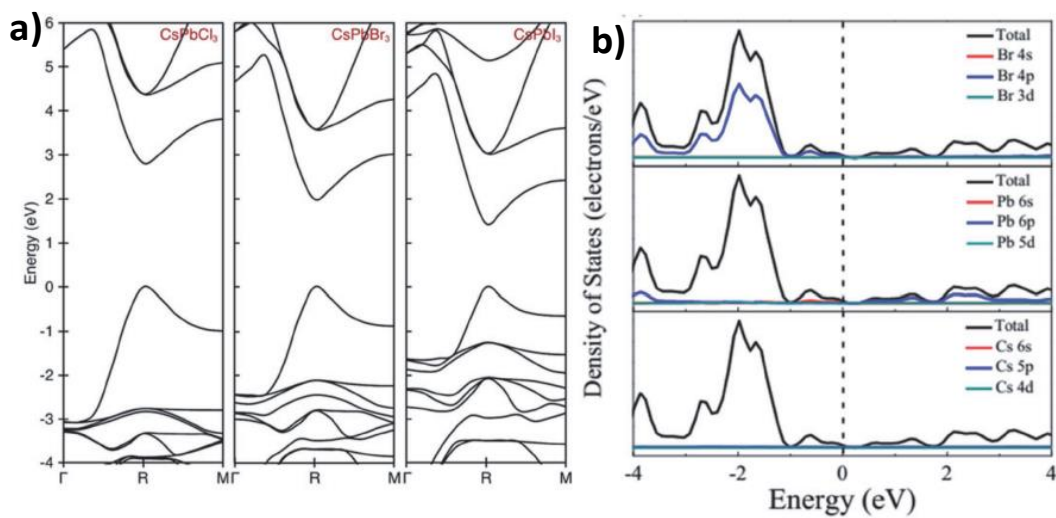 a)
CsPbCl₃
CsPbBr₃
CsPbI₃
Energy (eV)
6
5
4
3
2
1
0
-1
-2
-3
-4
Γ R M Γ R M Γ R M
b)
Density of States (electrons/eV)
Total
Br 4s
Br 4p
Br 3d
Total
Pb 6s
Pb 6p
Pb 5d
Total
Cs 6s
Cs 5p
Cs 4d
-4 -2 0 2 4
Energy (eV)